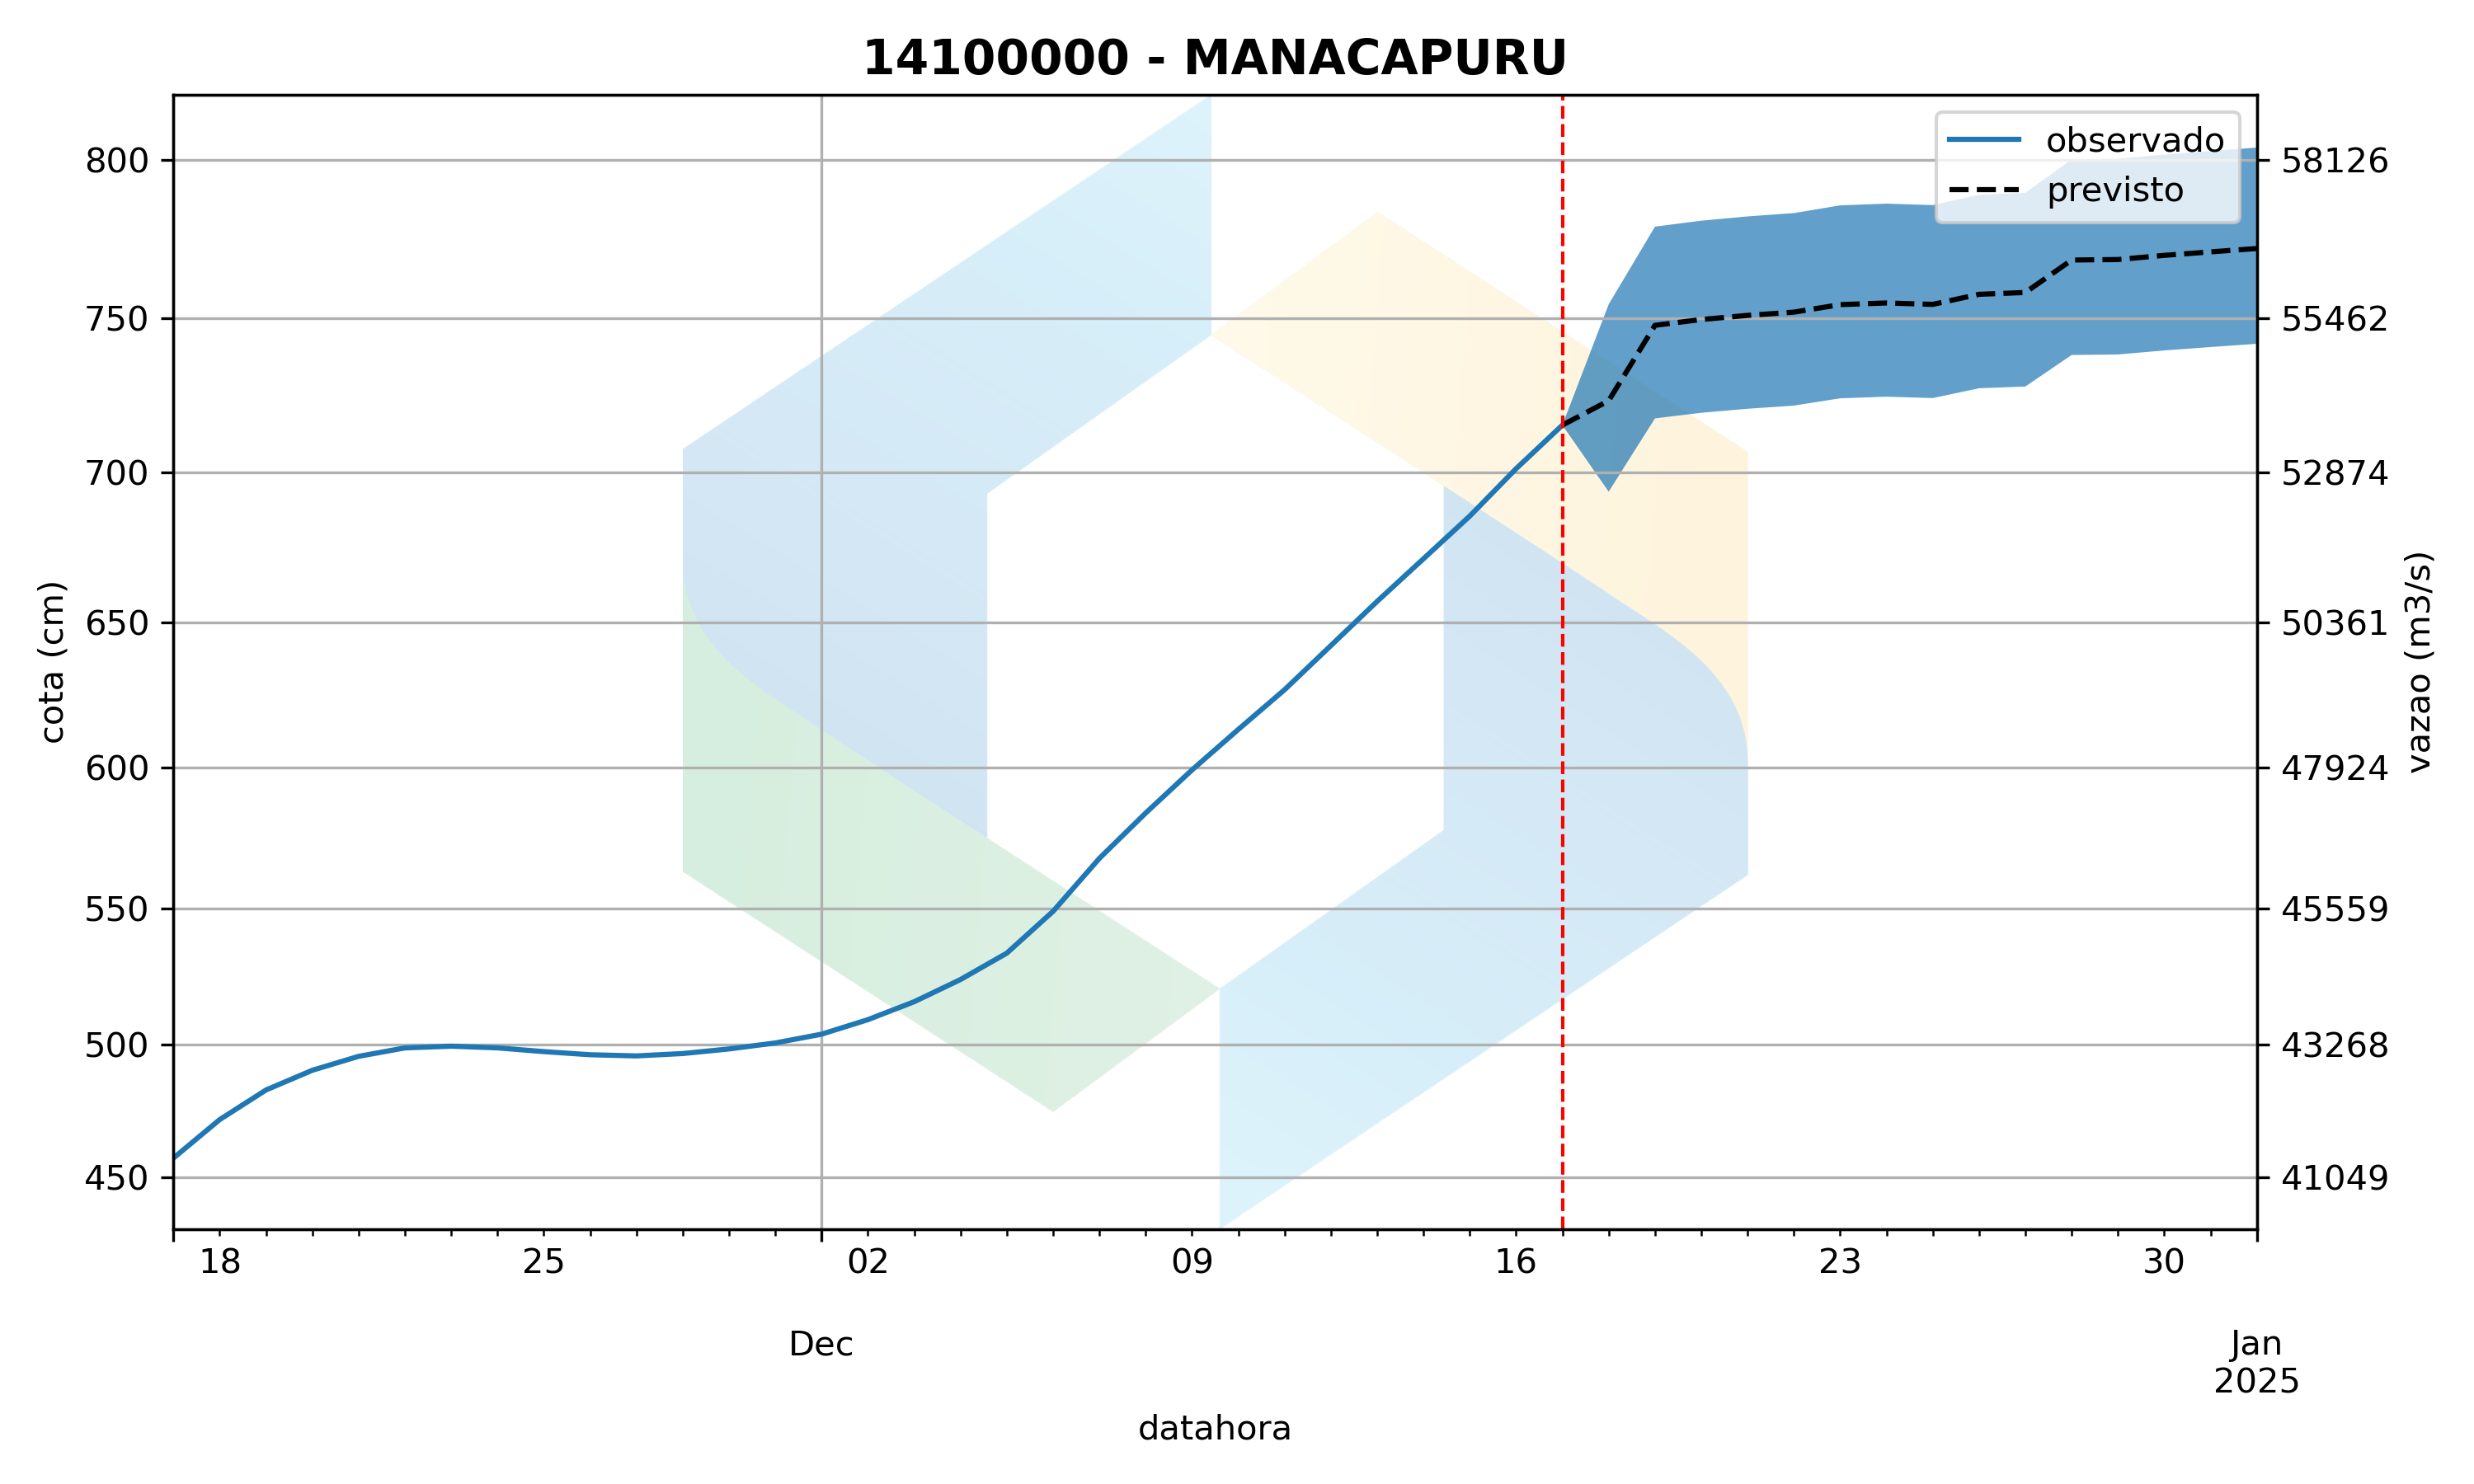 14100000 - MANACAPURU
observado
previsto
cota (cm)
800
750
700
650
600
550
500
450
58126
55462
52874
50361
47924
45559
43268
41049
vazao (m3/s)
18 25 02 09 16 23 30
Dec Jan
2025
datahora